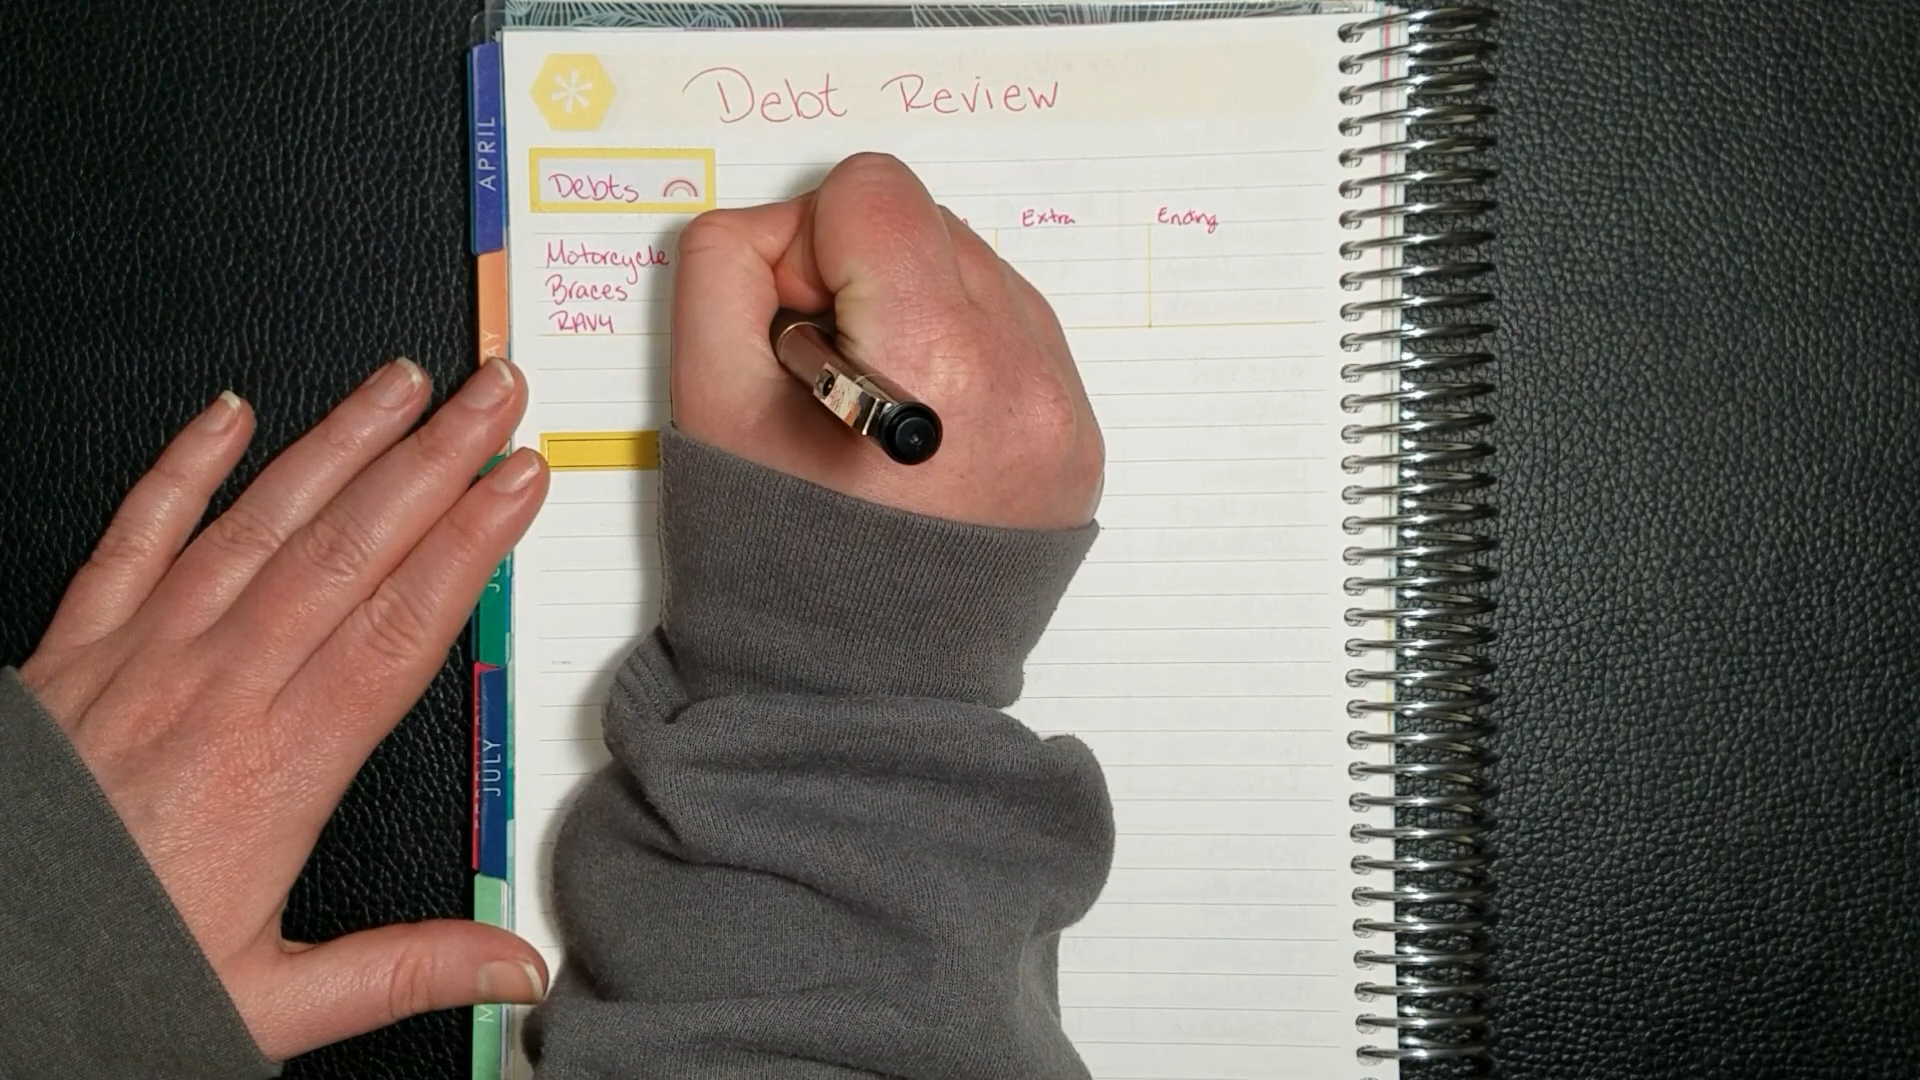 Debt Review
Debts
Extra Ending
Motorcycle
Braces
RAV4
APRIL
JULY